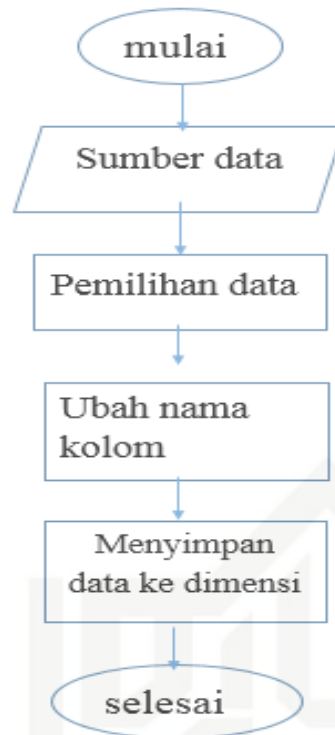 mulai
Sumber data
Pemilihan data
Ubah nama
kolom
Menyimpan
data ke dimensi
selesai